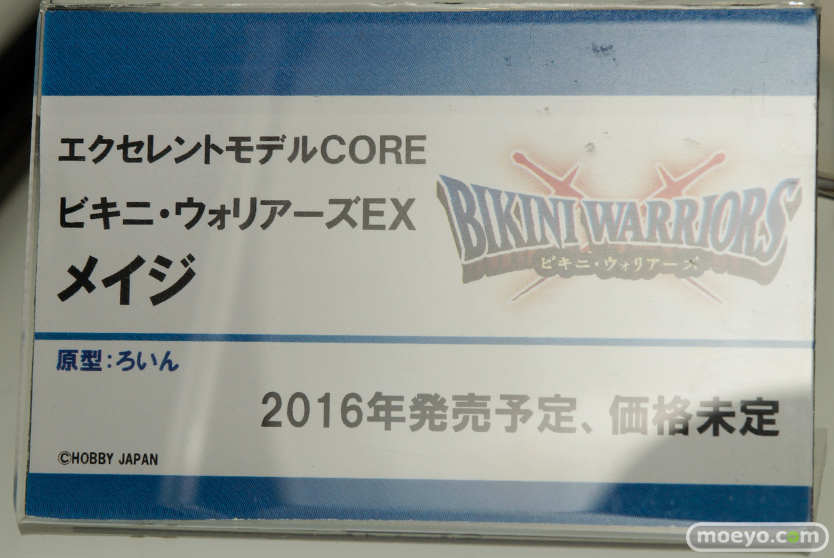 エクセレントモデルCORE
ビキニ・ウォリアーズEX
メイジ
BIKINI WARRIORS
ビキニ・ウォリアーズ
原型:ろいん
2016年発売予定、価格未定
©HOBBY JAPAN
moeyo.com